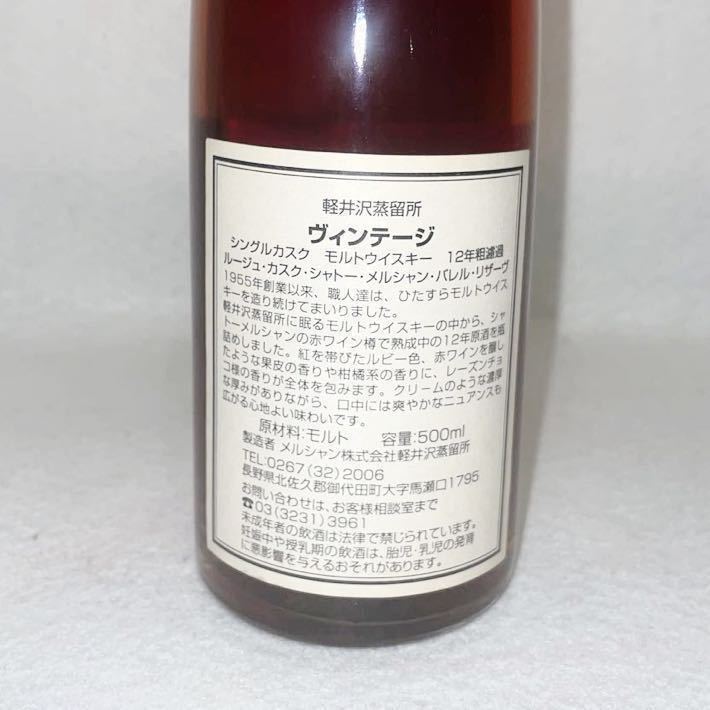 軽井沢蒸留所
ヴィンテージ
シングルカスク モルトウイスキー 12年粗濾過
ルージュ・カスク・シャトー・メルシャン・バレル・リザーヴ
1955年創業以来、職人達は、ひたすらモルトウイス
キーを造り続けてまいりました。
軽井沢蒸留所に眠るモルトウイスキーの中から、シャ
トーメルシャンの赤ワイン樽で熟成中の12年原酒を瓶
詰めしました。紅を帯びたルビー色、赤ワインを醸し
たような果皮の香りや柑橘系の香りに、レーズンチョ
コ様の香りが全体を包みます。クリームのような濃厚
な厚みがありながら、口中には爽やかなニュアンスも
広がる心地よい味わいです。
原材料:モルト 容量:500ml
製造者 メルシャン株式会社軽井沢蒸留所
TEL:0267(32)2006
長野県北佐久郡御代田町大字馬瀬口1795
お問い合わせは、お客様相談室まで
☎03(3231)3961
未成年者の飲酒は法律で禁じられています。
妊娠中や授乳期の飲酒は、胎児・乳児の発育
に悪影響を与えるおそれがあります。